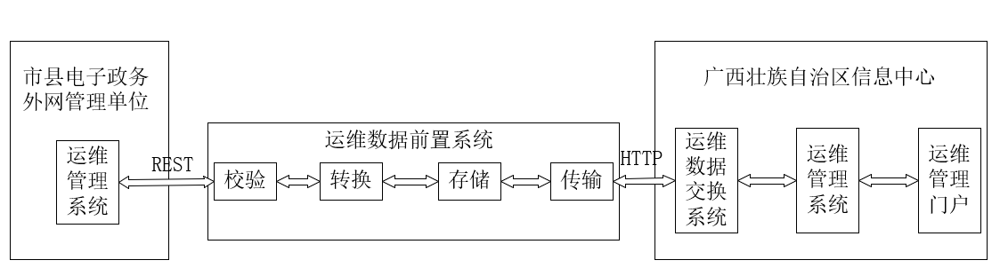 市县电子政务
外网管理单位
运维
管理
系统
REST
运维数据前置系统
校验
转换
存储
传输
HTTP
广西壮族自治区信息中心
运维
数据
交换
系统
运维
管理
系统
运维
管理
门户